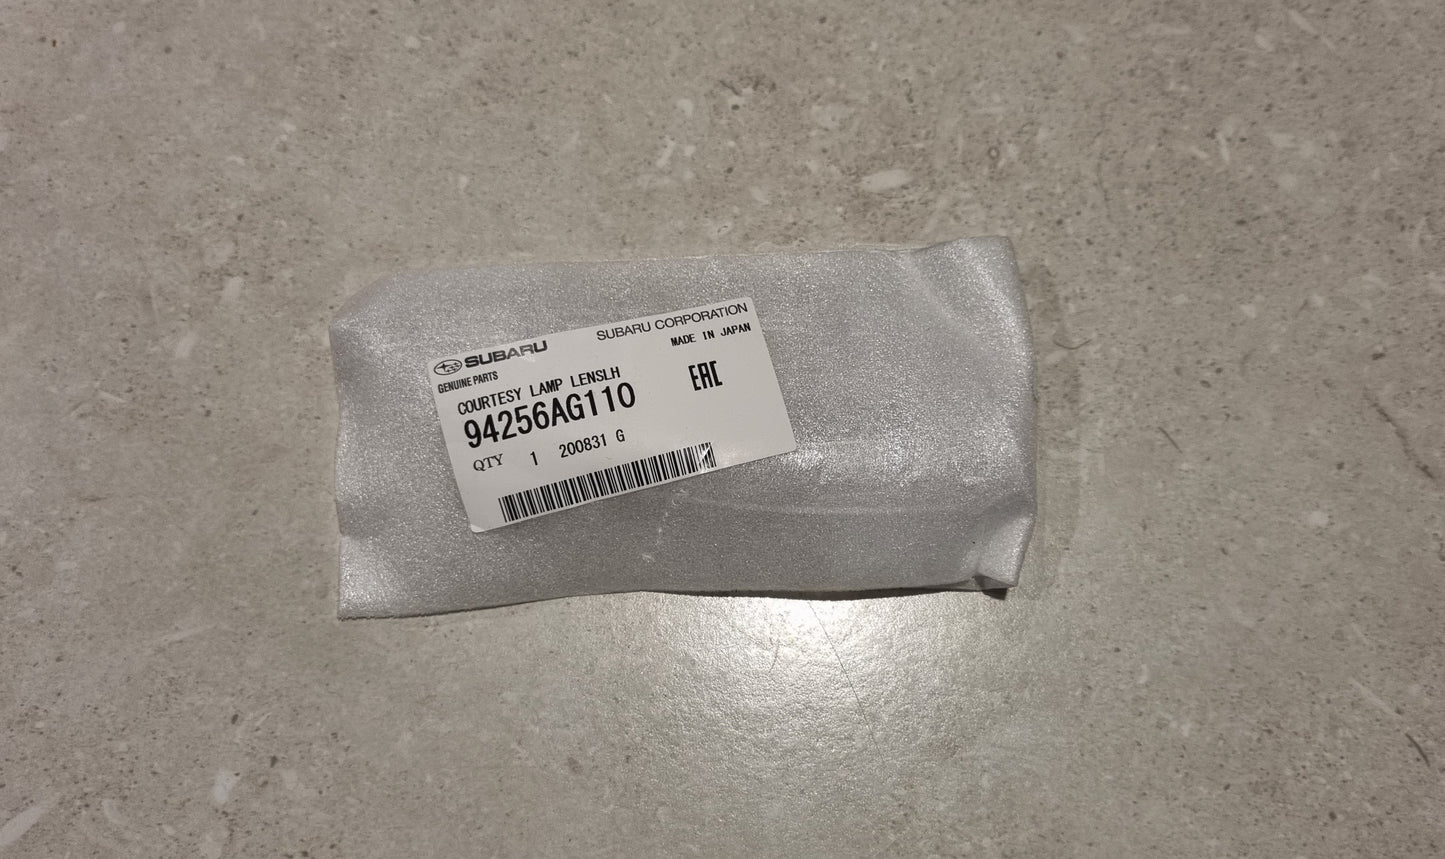 SUBARU CORPORATION
SUBARU
MADE IN JAPAN
GENUINE PARTS
COURTESY LAMP LENSLH
EAC
94256AG110
QTY 1 200831 G